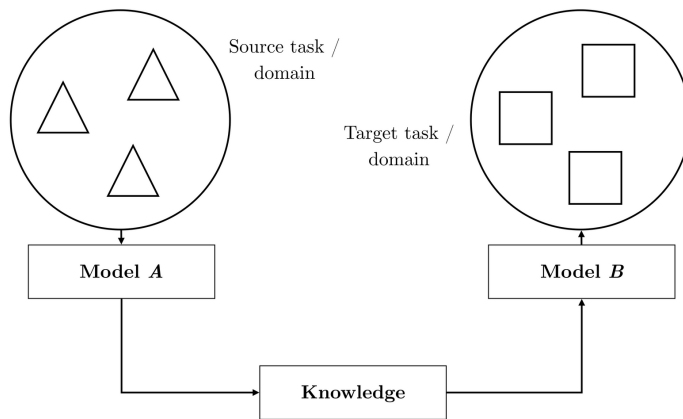 Source task /
domain
Target task /
domain
Model A
Model B
Knowledge